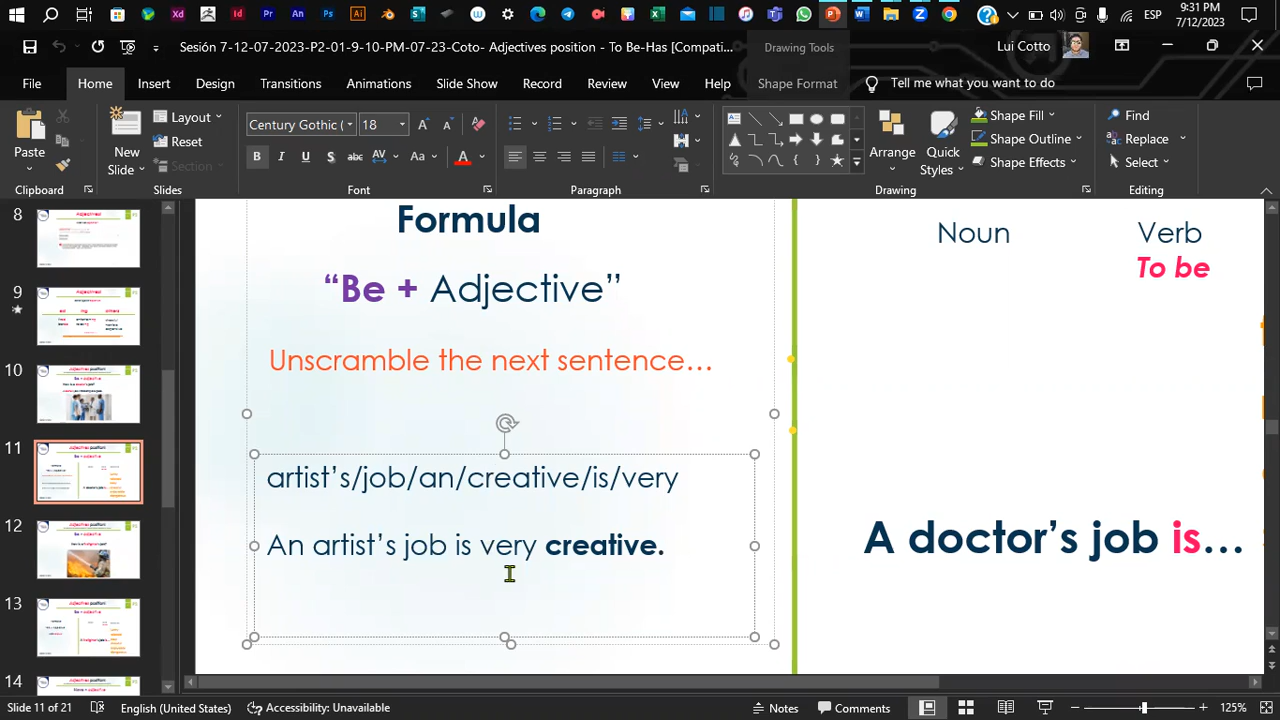 9:31 PM
ESP
7/12/2023
Sesión 7-12-07-2023-P2-01-9-10-PM-07-23-Coto- Adjectives position - To Be-Has [Compati...
Drawing Tools
Lui Cotto
File
Home
Insert
Design
Transitions
Animations
Slide Show
Record
Review
View
Help
Shape Format
Tell me what you want to do
Paste
New
Slide
Layout
Reset
Section
Century Gothic (
18
Arrange
Quick
Styles
Shape Fill
Shape Outline
Shape Effects
Find
Replace
Select
Clipboard
Slides
Font
Paragraph
Drawing
Editing
8
9
10
11
12
13
14
Formula
“Be + Adjective”
Unscramble the next sentence…
artist’s/job/an/creative/is/very
An artist’s job is very creative.
Noun
Verb
To be
A doctor’s job is…
Slide 11 of 21
English (United States)
Accessibility: Unavailable
Notes
Comments
125%